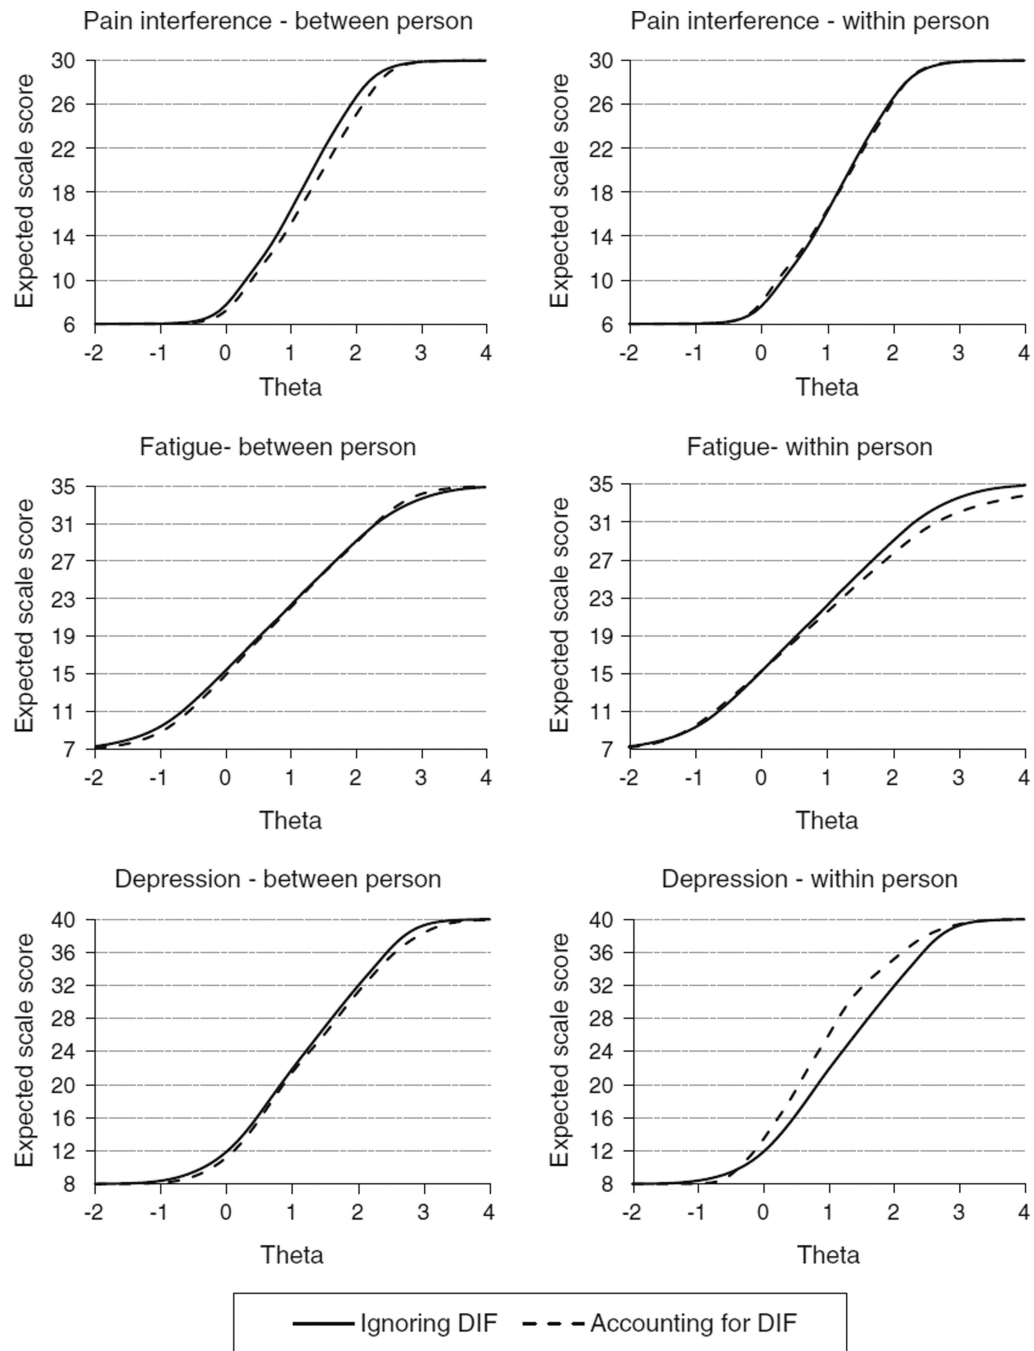 Pain interference - between person
Pain interference - within person
Expected scale score
30
26
22
18
14
10
6
-2 -1 0 1 2 3 4
Theta
Expected scale score
30
26
22
18
14
10
6
-2 -1 0 1 2 3 4
Theta
Fatigue- between person
Fatigue- within person
Expected scale score
35
31
27
23
19
15
11
7
-2 -1 0 1 2 3 4
Theta
Expected scale score
35
31
27
23
19
15
11
7
-2 -1 0 1 2 3 4
Theta
Depression - between person
Depression - within person
Expected scale score
40
36
32
28
24
20
16
12
8
-2 -1 0 1 2 3 4
Theta
Expected scale score
40
36
32
28
24
20
16
12
8
-2 -1 0 1 2 3 4
Theta
Ignoring DIF Accounting for DIF